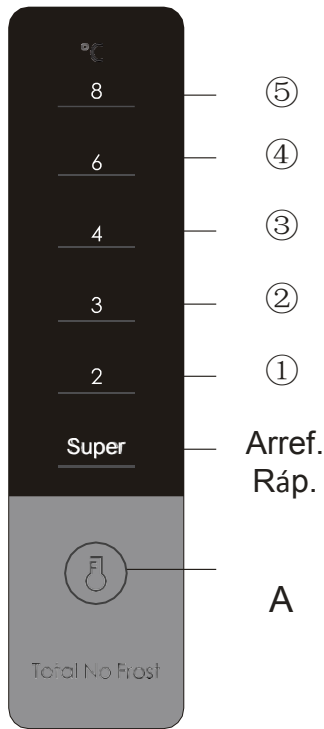 °C
8 ⑤
6 ④
4 ③
3 ②
2 ①
Super Arref.
Ráp.
A
Total No Frost